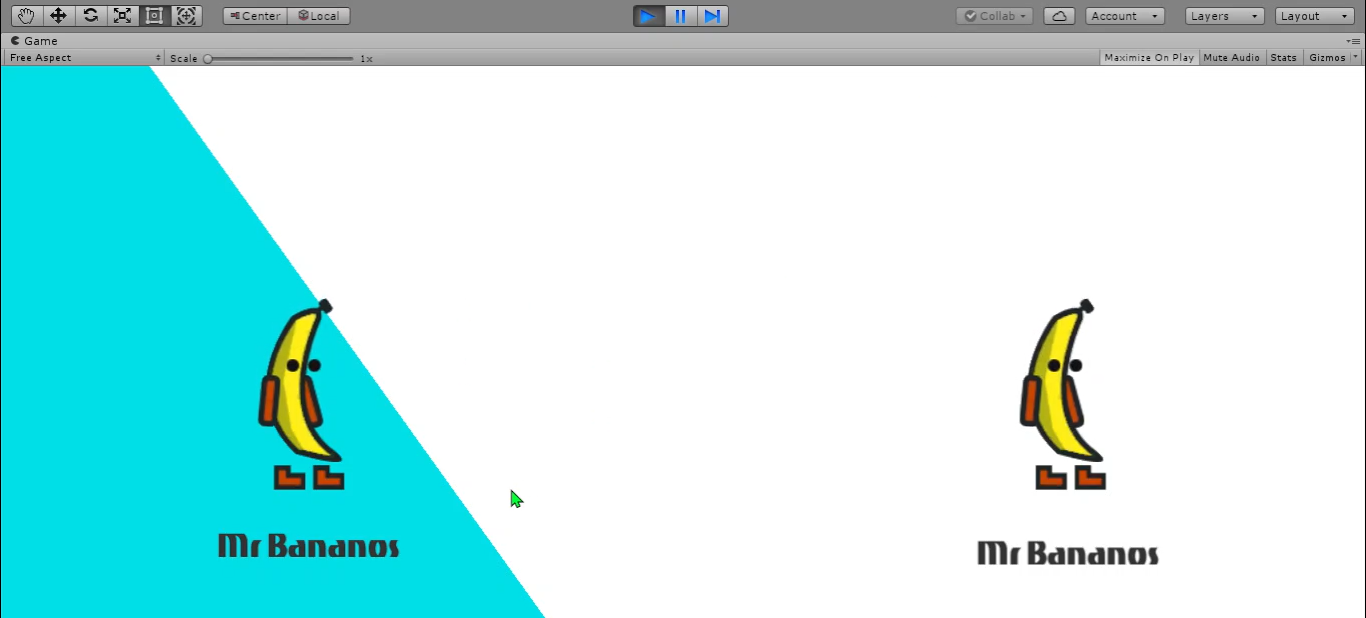 Center Local Collab Account Layers Layout
Game
Free Aspect Scale 1x Maximize On Play Mute Audio Stats Gizmos
Mr Bananos Mr Bananos